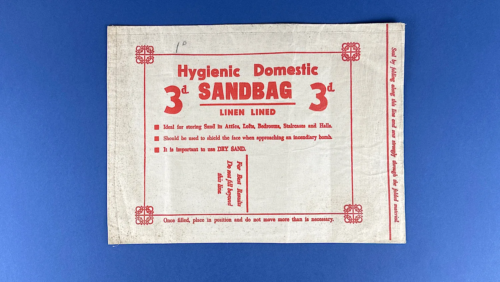 1D
Hygienic Domestic
3d. SANDBAG 3d.
LINEN LINED
Ideal for storing Sand in Attics, Lofts, Bedrooms, Staircases and Halls.
Should be used to shield the face when approaching an incendiary bomb.
It is important to use DRY SAND.
For Best Results
Do not fill beyond
this line.
Once filled, place in position and do not move more than is necessary.
Seal by folding along this line and sew strongly through the folded material.